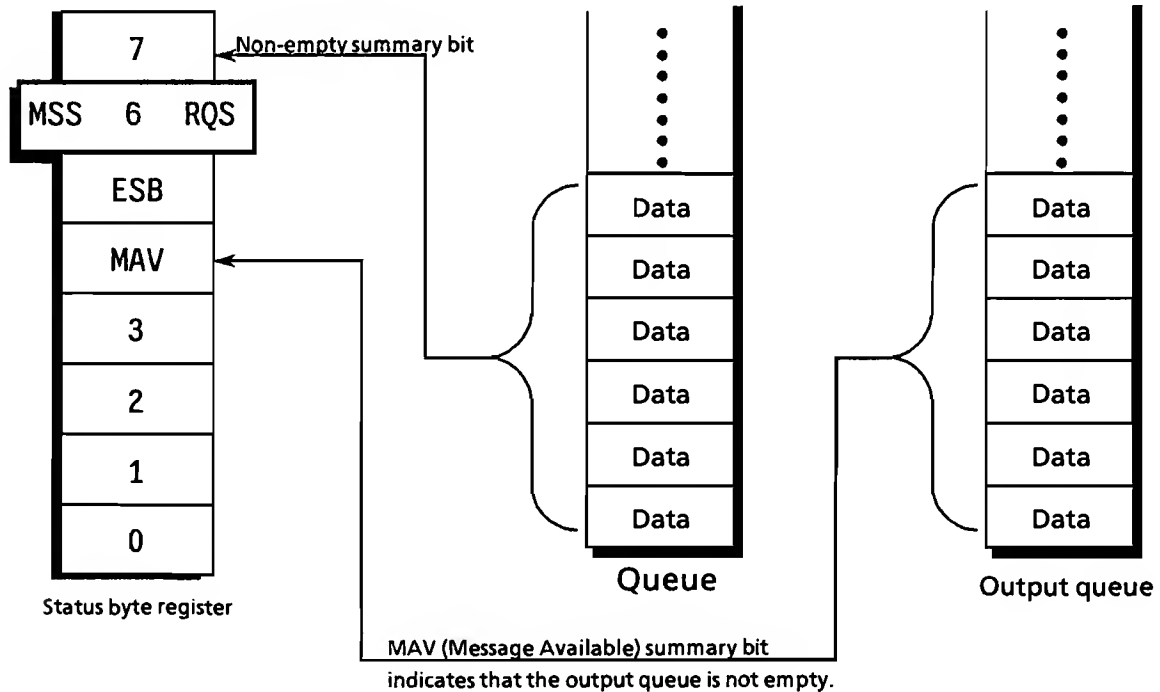 7
MSS 6 RQS
ESB
MAV
3
2
1
0
Status byte register
Non-empty summary bit
Data
Data
Data
Data
Data
Data
Queue
Data
Data
Data
Data
Data
Data
Output queue
MAV (Message Available) summary bit
indicates that the output queue is not empty.